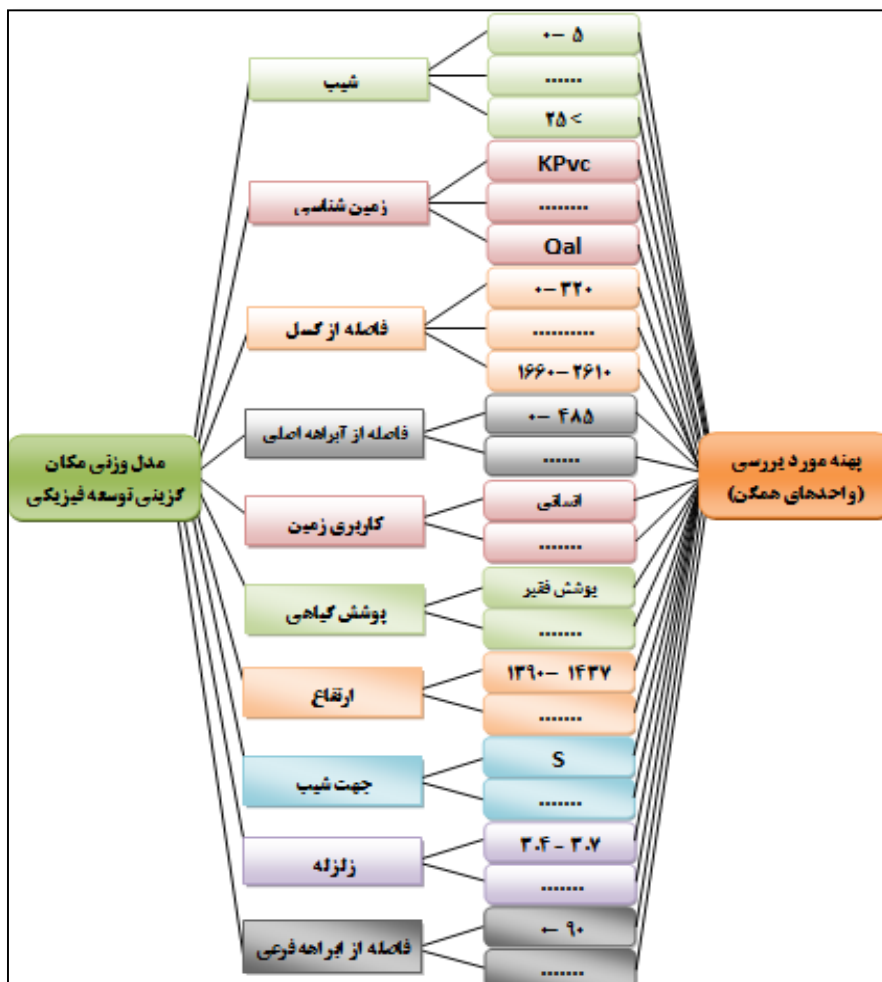 ۰– ۵
شیب
......
۲۵ <
KPvc
زمین شناسی
........
Qal
۰– ۳۲۰
فاصله از گسل
..........
۱۶۶۰– ۲۶۱۰
۰– ۴۸۵
فاصله از آبراهه اصلی
......
مدل وزنی مکان
گزینی توسعه فیزیکی
پهنه مورد بررسی
(واحدهای همگن)
انسانی
کاربری زمین
.......
پوشش فقیر
پوشش گیاهی
.......
۱۳۹۰– ۱۴۳۷
ارتفاع
.......
S
جهت شیب
.......
۳.۴ - ۳.۷
زلزله
.......
۰– ۹۰
فاصله از ابراهه فرعی
.......